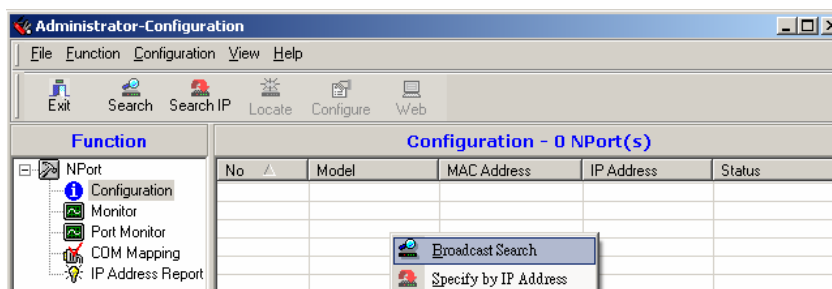 Administrator-Configuration
File Function Configuration View Help
Exit Search Search IP Locate Configure Web
Function
Configuration - 0 NPort(s)
NPort
Configuration
Monitor
Port Monitor
COM Mapping
IP Address Report
No Model MAC Address IP Address Status
Broadcast Search
Specify by IP Address